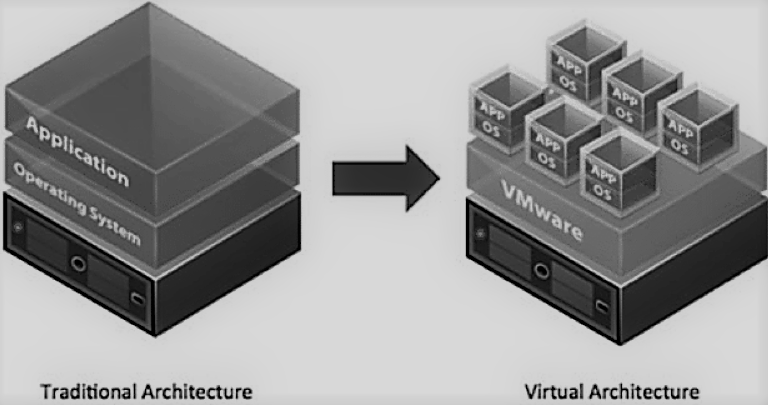 Application
Operating System
APP
OS
APP
OS
APP
OS
APP
OS
APP
OS
APP
OS
VMware
Traditional Architecture
Virtual Architecture